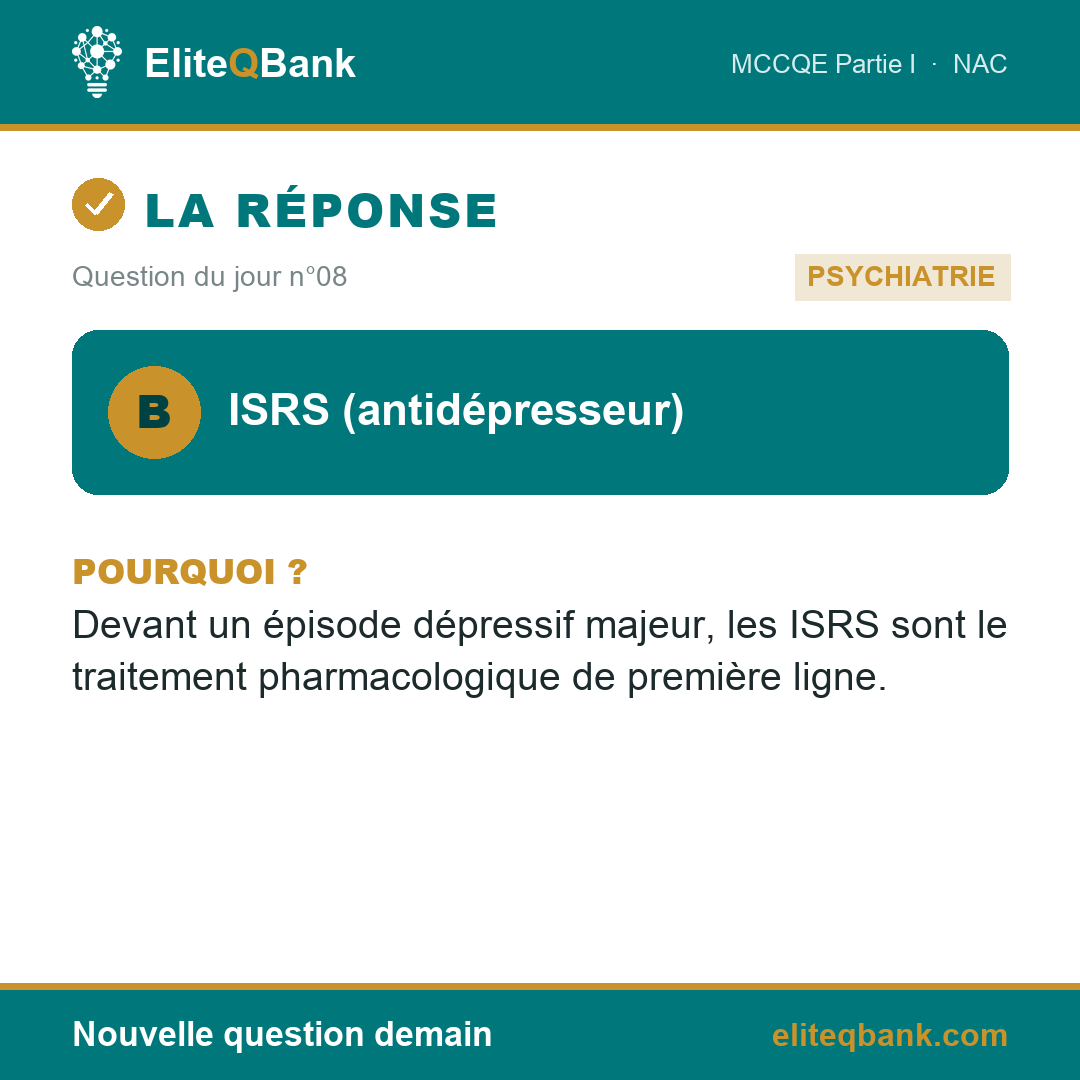 EliteQBank
MCCQE Partie I · NAC
LA RÉPONSE
Question du jour n°08
PSYCHIATRIE
B
ISRS (antidépresseur)
POURQUOI ?
Devant un épisode dépressif majeur, les ISRS sont le
traitement pharmacologique de première ligne.
Nouvelle question demain
eliteqbank.com